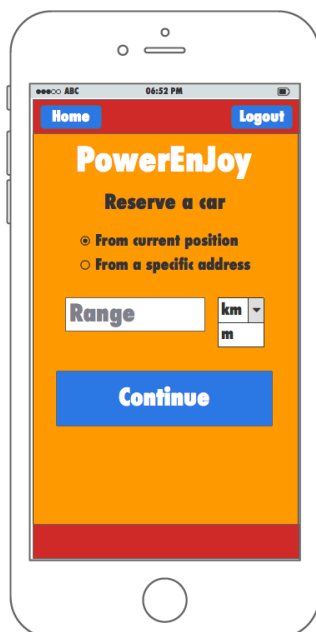 ABC 06:52 PM
Home Logout
PowerEnJoy
Reserve a car
From current position
From a specific address
Range km
m
Continue